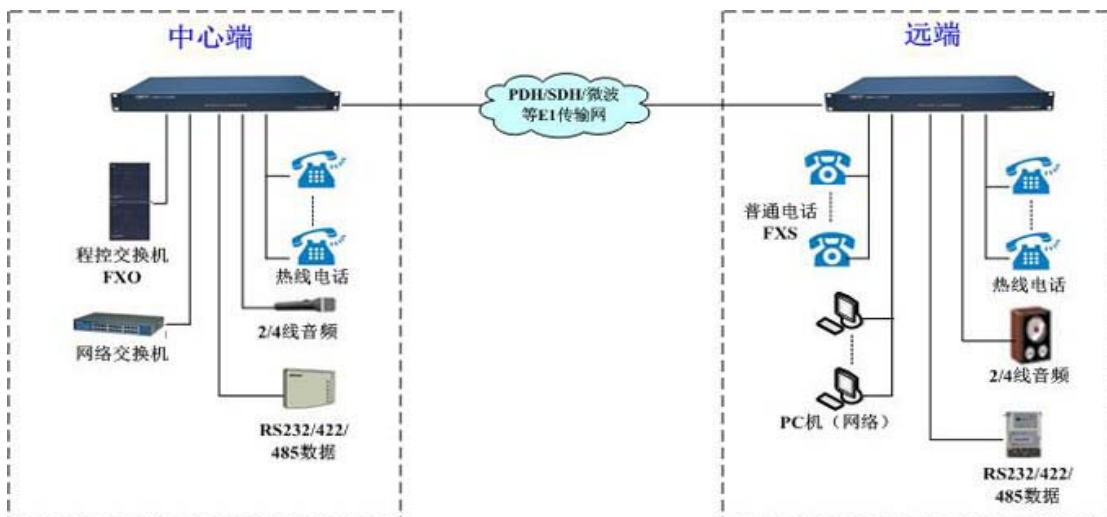 中心端
远端
PDH/SDH/微波
等E1传输网
程控交换机
FXO
热线电话
网络交换机
2/4线音频
RS232/422/
485数据
普通电话
FXS
热线电话
2/4线音频
PC机（网络）
RS232/422/
485数据